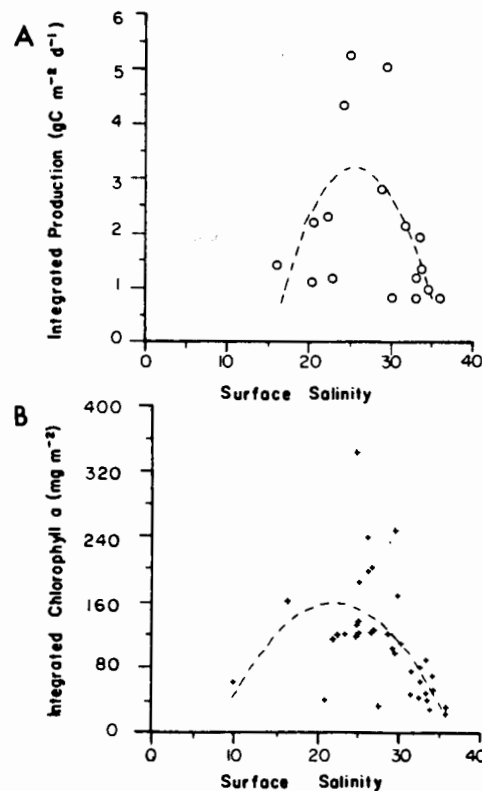 A
Integrated Production (gC m⁻² d⁻¹)
6
5
4
3
2
1
0
0 10 20 30 40
Surface Salinity
B
Integrated Chlorophyll a (mg m⁻²)
400
320
240
160
80
0
0 10 20 30 40
Surface Salinity